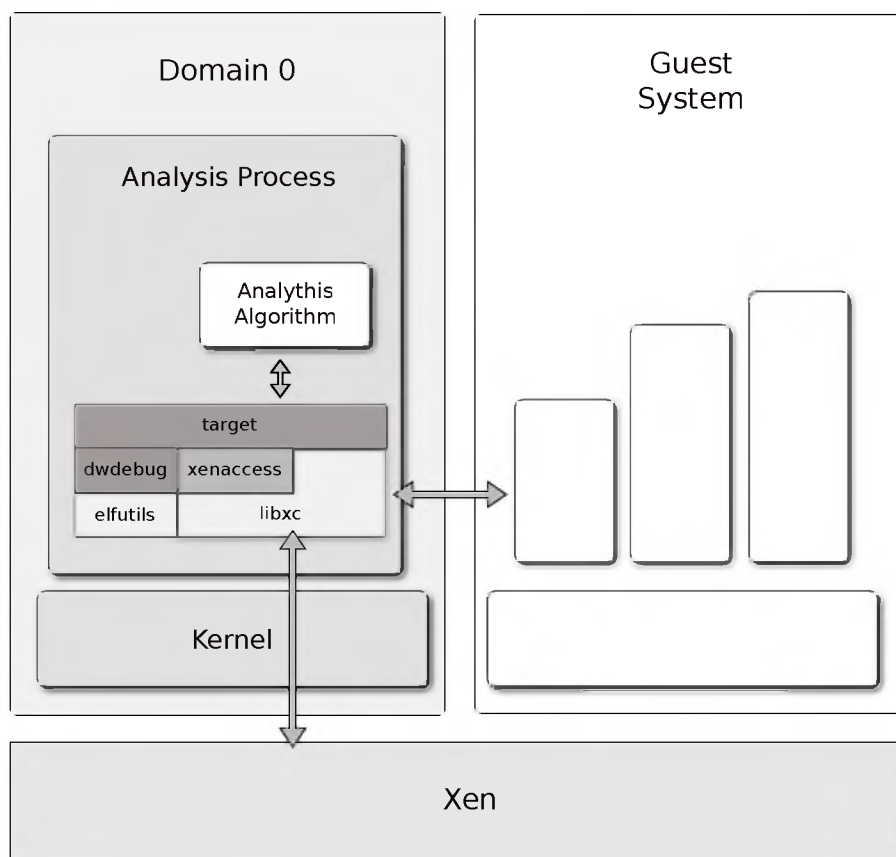 Domain 0
Guest
System
Analysis Process
Analythis
Algorithm
target
dwdebug
xenaccess
elfutils
libxc
Kernel
Xen